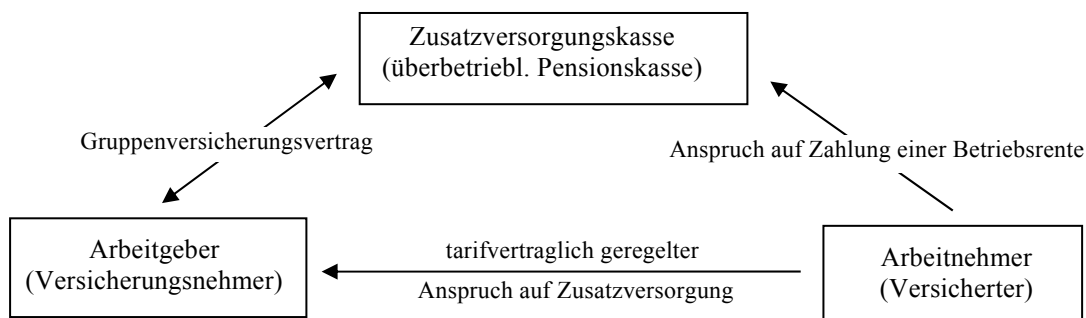 Zusatzversorgungskasse
(überbetriebl. Pensionskasse)
Gruppenversicherungsvertrag
Anspruch auf Zahlung einer Betriebsrente
Arbeitgeber
(Versicherungsnehmer)
tarifvertraglich geregelter
Anspruch auf Zusatzversorgung
Arbeitnehmer
(Versicherter)